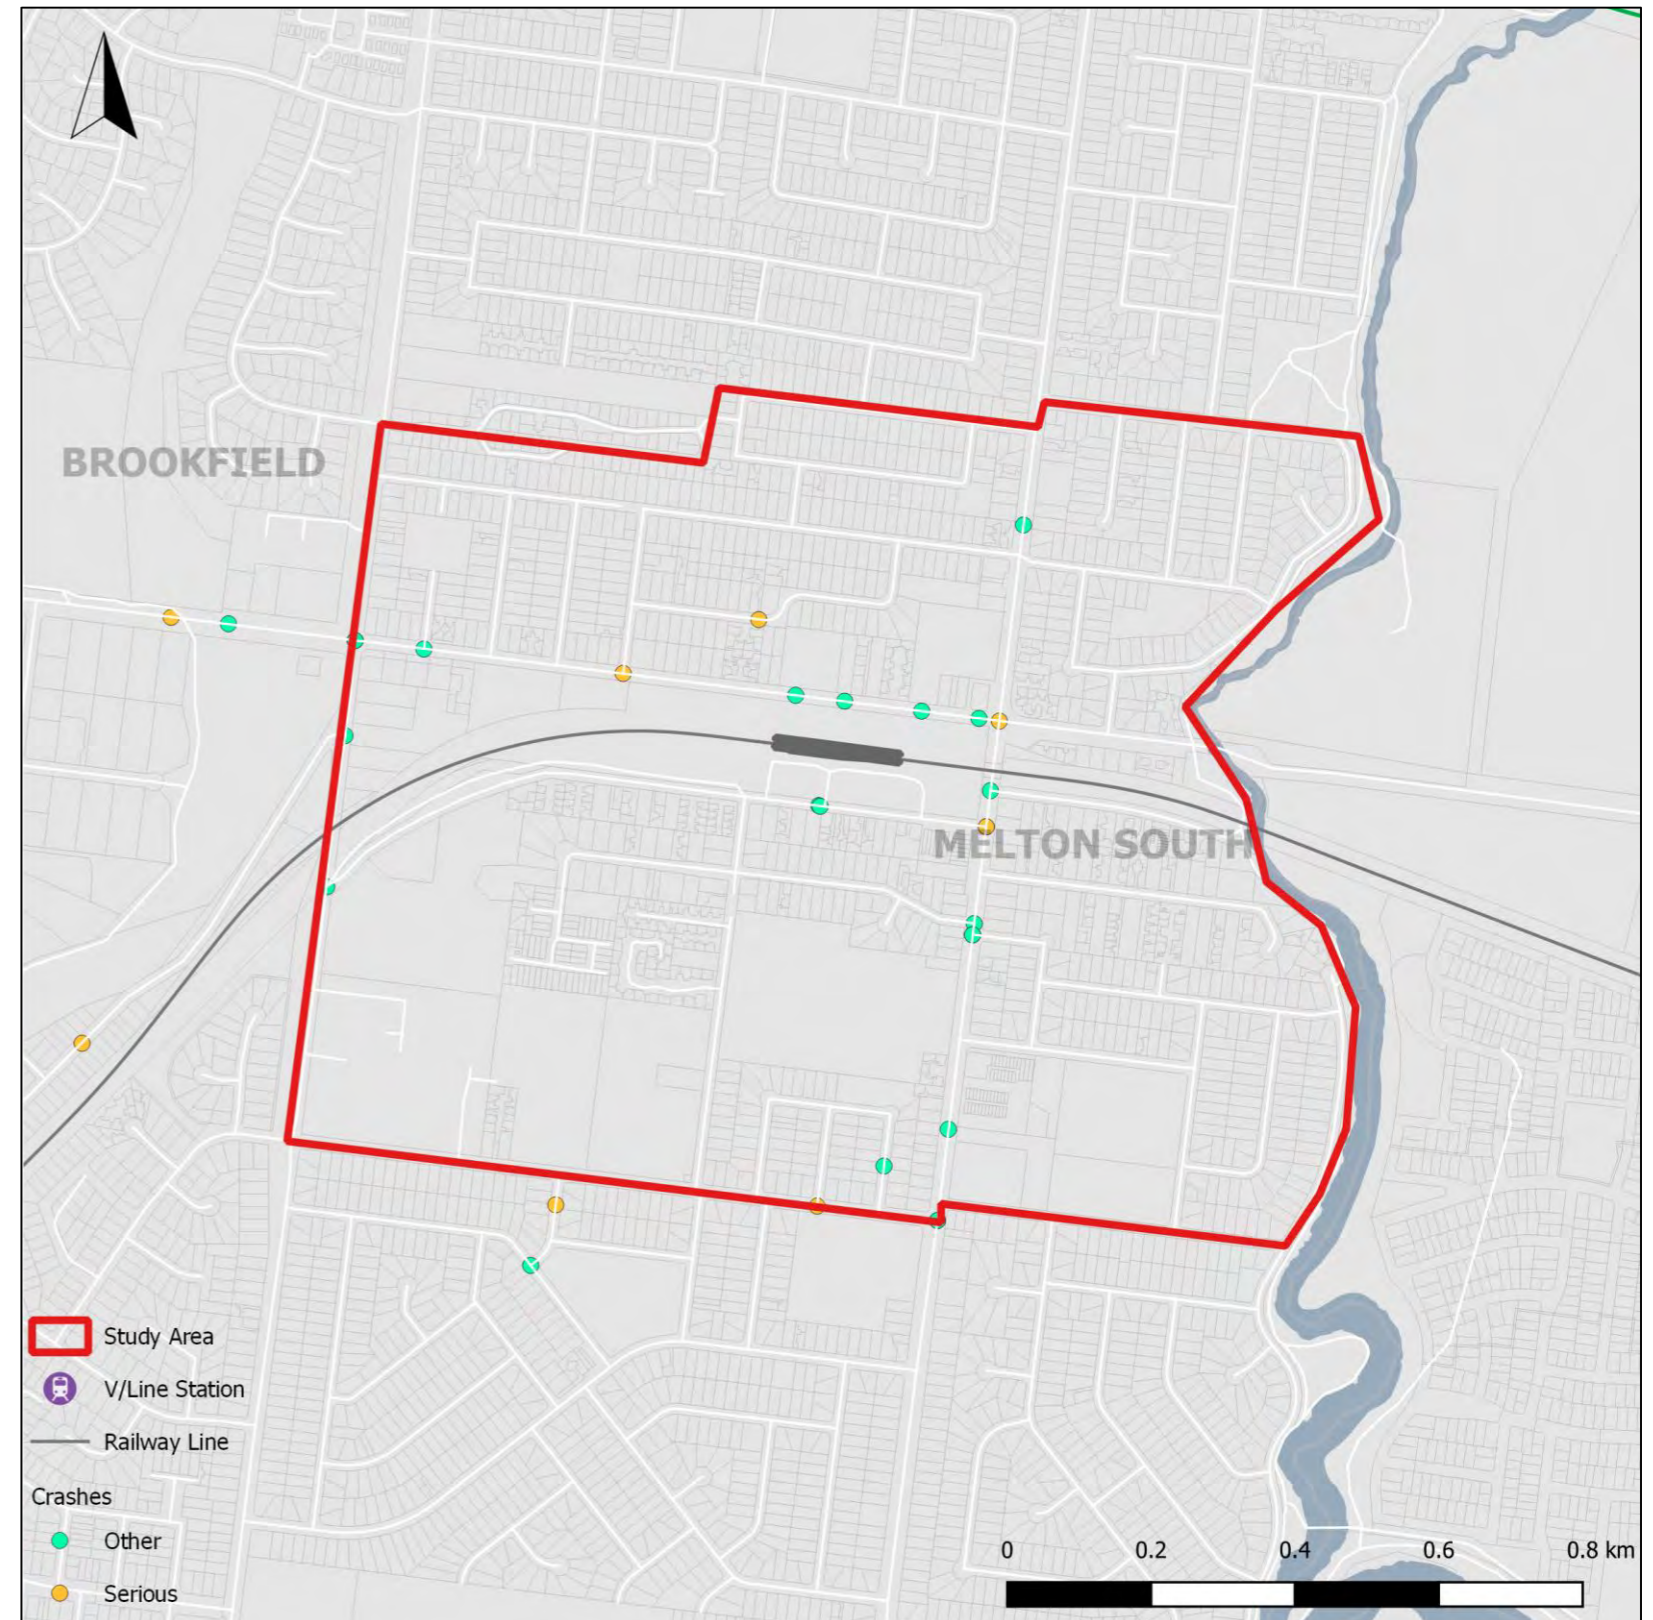 BROOKFIELD
MELTON SOUTH
Study Area
V/Line Station
Railway Line
Crashes
Other
Serious
0 0.2 0.4 0.6 0.8 km